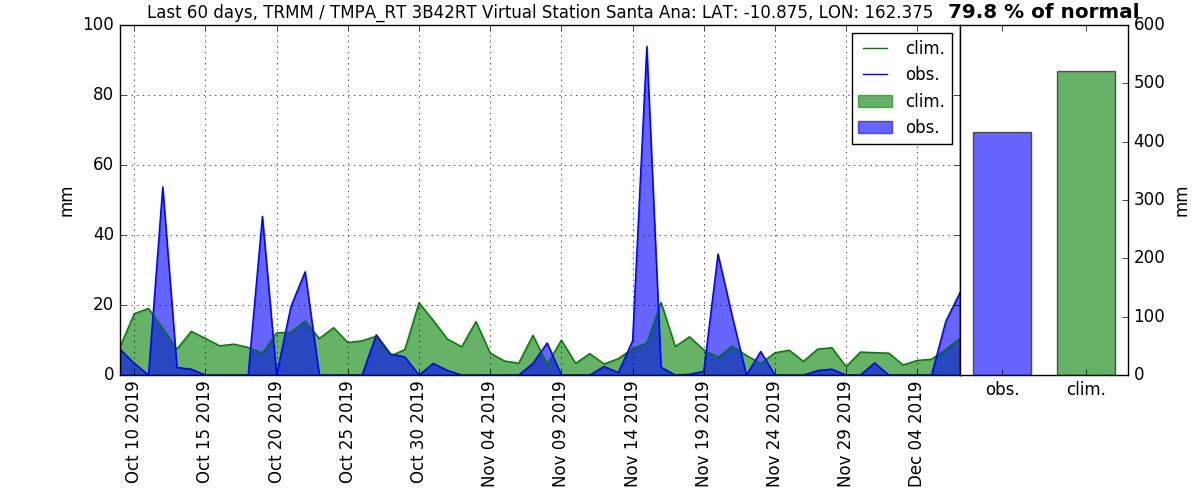 Last 60 days, TRMM / TMPA_RT 3B42RT Virtual Station Santa Ana: LAT: -10.875, LON: 162.375 79.8 % of normal
100
80
60
40
20
0
mm
clim.
obs.
clim.
obs.
Oct 10 2019
Oct 15 2019
Oct 20 2019
Oct 25 2019
Oct 30 2019
Nov 04 2019
Nov 09 2019
Nov 14 2019
Nov 19 2019
Nov 24 2019
Nov 29 2019
Dec 04 2019
600
500
400
300
200
100
0
mm
obs.
clim.